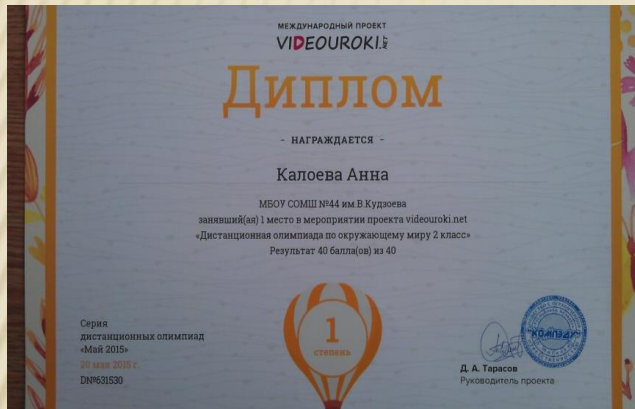 МЕЖДУНАРОДНЫЙ ПРОЕКТ
VIDEOUROKI.NET
Диплом
- НАГРАЖДАЕТСЯ -
Калоева Анна
МБОУ СОМШ №44 им.В.Кудзоева
занявший(ая) 1 место в мероприятии проекта videouroki.net
«Дистанционная олимпиада по окружающему миру 2 класс»
Результат 40 балла(ов) из 40
Серия
дистанционных олимпиад
«Май 2015»
20 мая 2015 г.
DNР631530
1
СТЕПЕНЬ
КОМПЭДУ
Д. А. Тарасов
Руководитель проекта